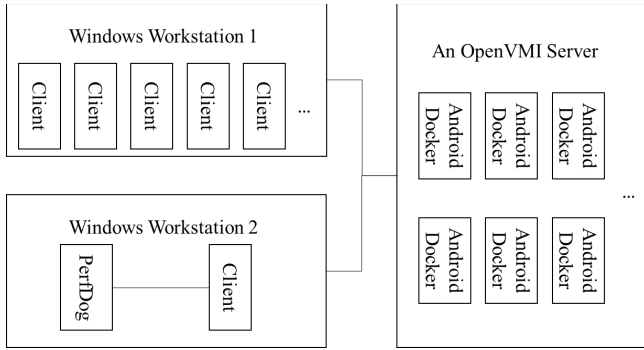 Windows Workstation 1
Client
Client
Client
Client
Client
...
Windows Workstation 2
PerfDog
Client
An OpenVMI Server
Android
Docker
Android
Docker
Android
Docker
...
Android
Docker
Android
Docker
Android
Docker